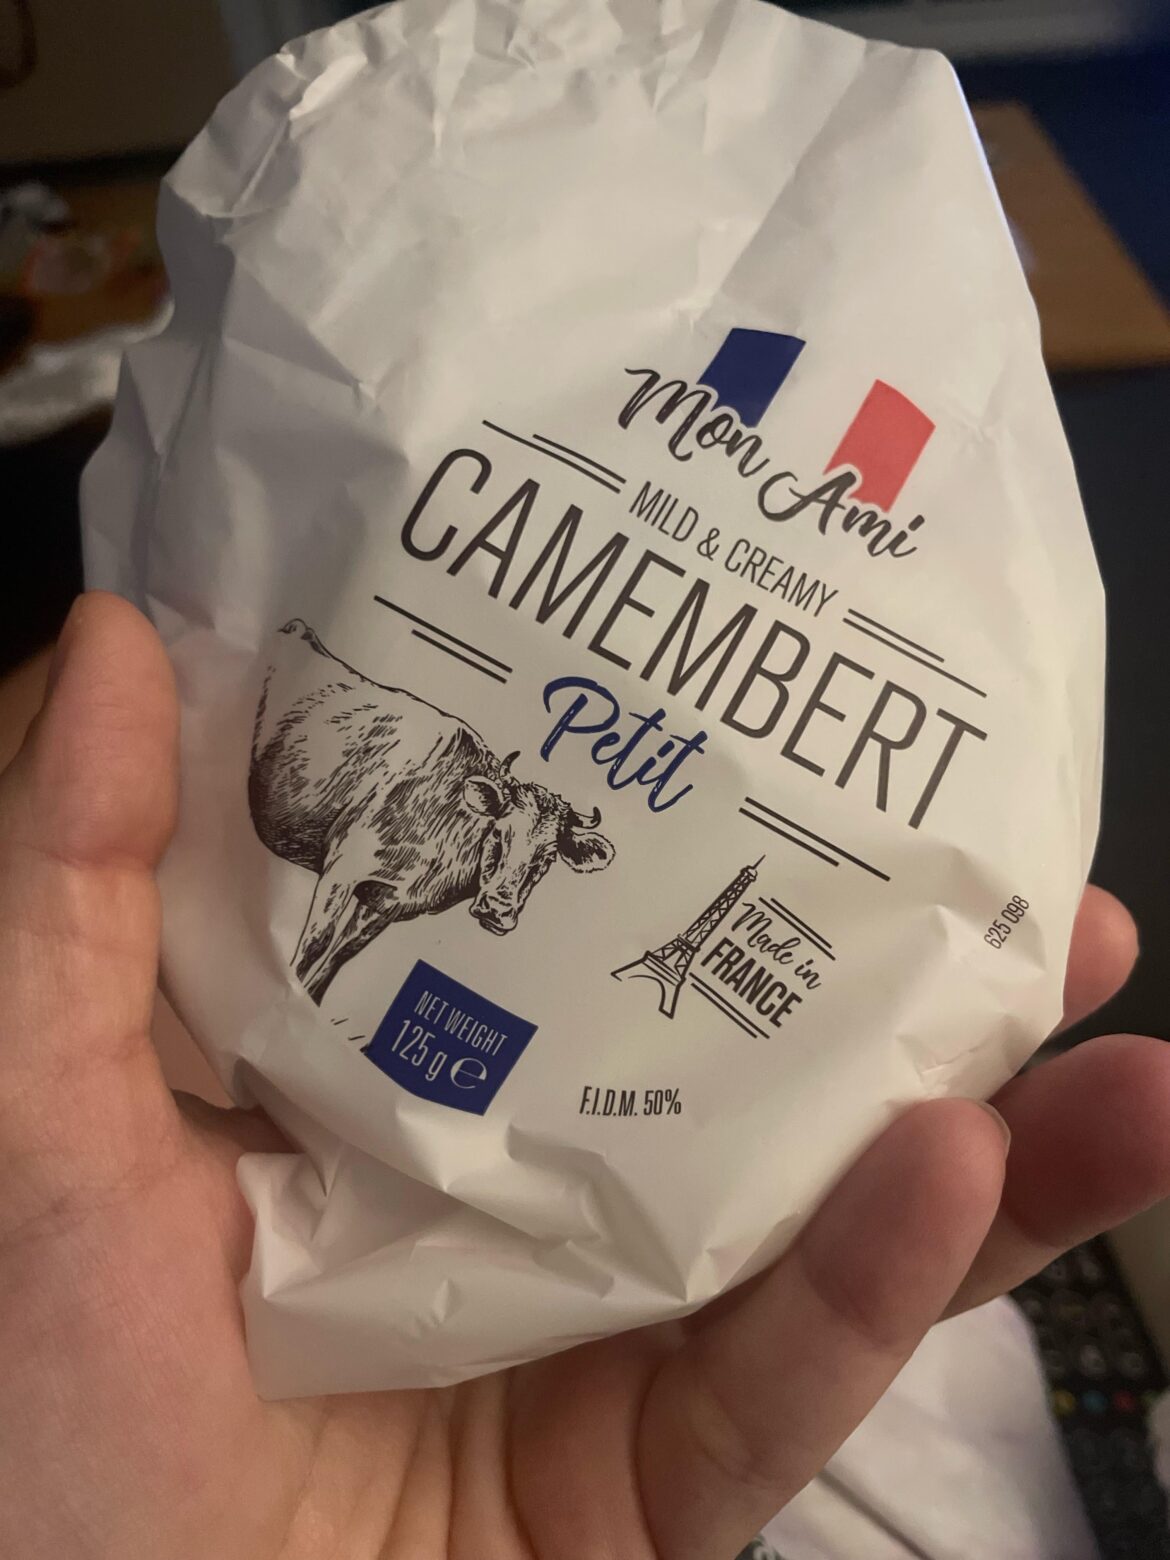 Mon Ami
MILD & CREAMY
CAMEMBERT
Petit
Made in
FRANCE
625 098
NET WEIGHT
125 g ℮
F.I.D.M. 50%